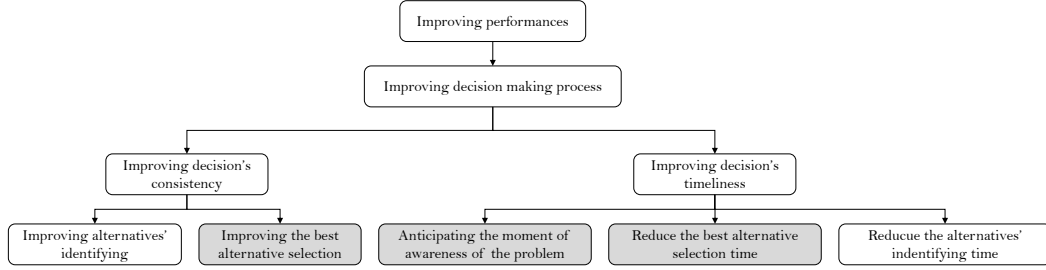 Improving performances
Improving decision making process
Improving decision's
consistency
Improving decision's
timeliness
Improving alternatives'
identifying
Improving the best
alternative selection
Anticipating the moment of
awareness of the problem
Reduce the best alternative
selection time
Reducue the alternatives'
indentifying time